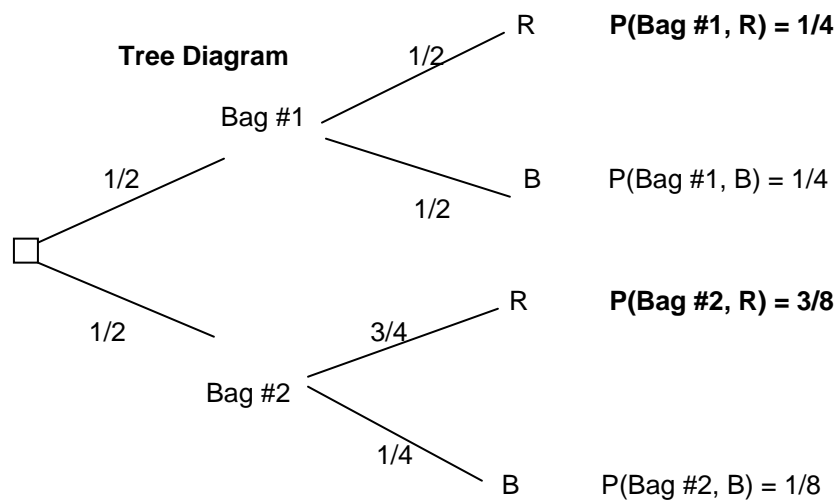 R P(Bag #1, R) = 1/4
Tree Diagram
1/2
Bag #1
1/2
B P(Bag #1, B) = 1/4
1/2
R P(Bag #2, R) = 3/8
1/2
3/4
Bag #2
1/4
B P(Bag #2, B) = 1/8